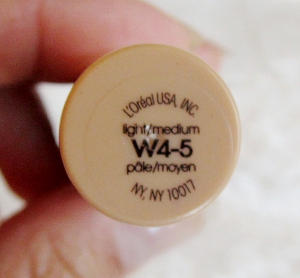 L'Oréal USA, INC.
light/medium
W4-5
pâle/moyen
NY, NY 10017